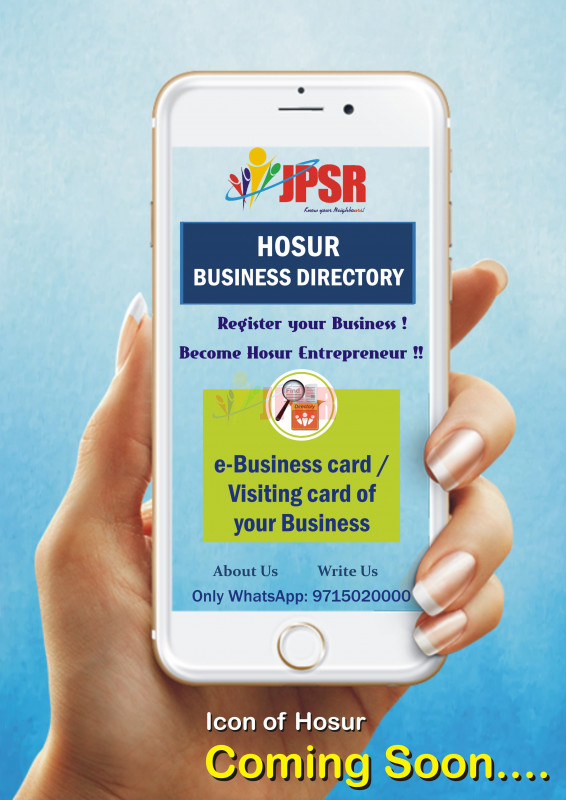 JPSR
Know your Neighbours!
HOSUR
BUSINESS DIRECTORY
Register your Business !
Become Hosur Entrepreneur !!
Find
Directory
e-Business card /
Visiting card of
your Business
About Us Write Us
Only WhatsApp: 9715020000
Icon of Hosur
Coming Soon....